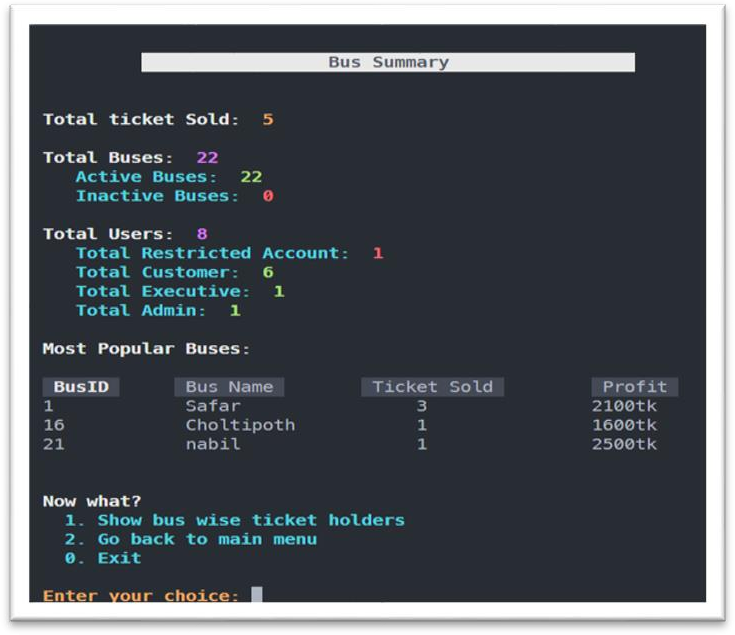 Bus Summary
Total ticket Sold: 5
Total Buses: 22
Active Buses: 22
Inactive Buses: 0
Total Users: 8
Total Restricted Account: 1
Total Customer: 6
Total Executive: 1
Total Admin: 1
Most Popular Buses:
BusID Bus Name Ticket Sold Profit
1 Safar 3 2100tk
16 Choltipoth 1 1600tk
21 nabil 1 2500tk
Now what?
1. Show bus wise ticket holders
2. Go back to main menu
0. Exit
Enter your choice: